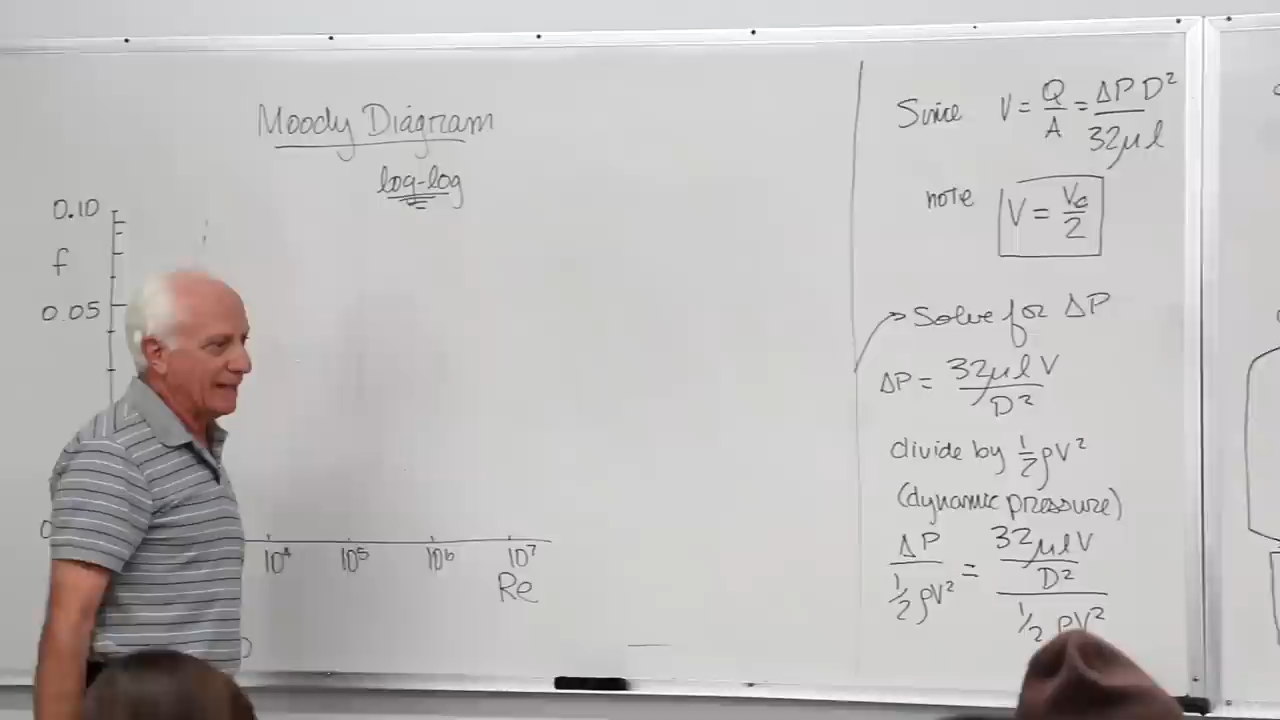 Moody Diagram
log-log
0.10
f
0.05
0
10⁴ 10⁵ 10⁶ 10⁷
Re
Since V = Q/A = ΔP D²/32μl
note V = Vc/2
Solve for ΔP
ΔP = 32μlV/D²
divide by ½ρV²
(dynamic pressure)
ΔP/½ρV² = 32μlV/D²/½ρV²